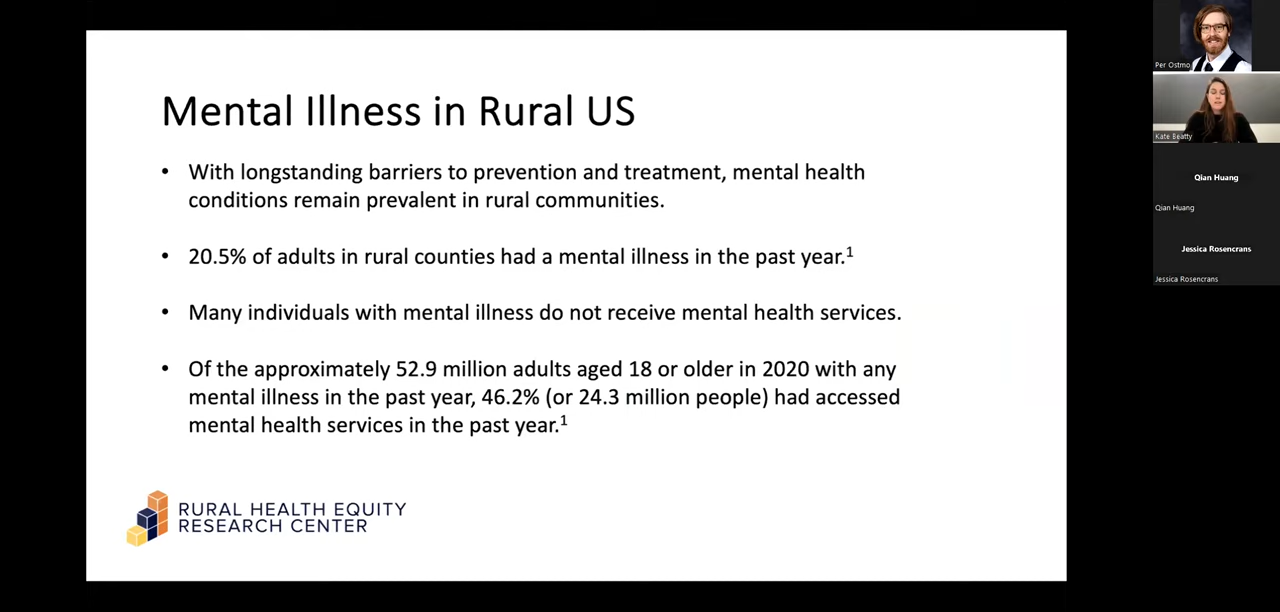 Mental Illness in Rural US
• With longstanding barriers to prevention and treatment, mental health
conditions remain prevalent in rural communities.
• 20.5% of adults in rural counties had a mental illness in the past year.¹
• Many individuals with mental illness do not receive mental health services.
• Of the approximately 52.9 million adults aged 18 or older in 2020 with any
mental illness in the past year, 46.2% (or 24.3 million people) had accessed
mental health services in the past year.¹
RURAL HEALTH EQUITY
RESEARCH CENTER
Per Ostmo
Kate Beatty
Qian Huang
Qian Huang
Jessica Rosencrans
Jessica Rosencrans